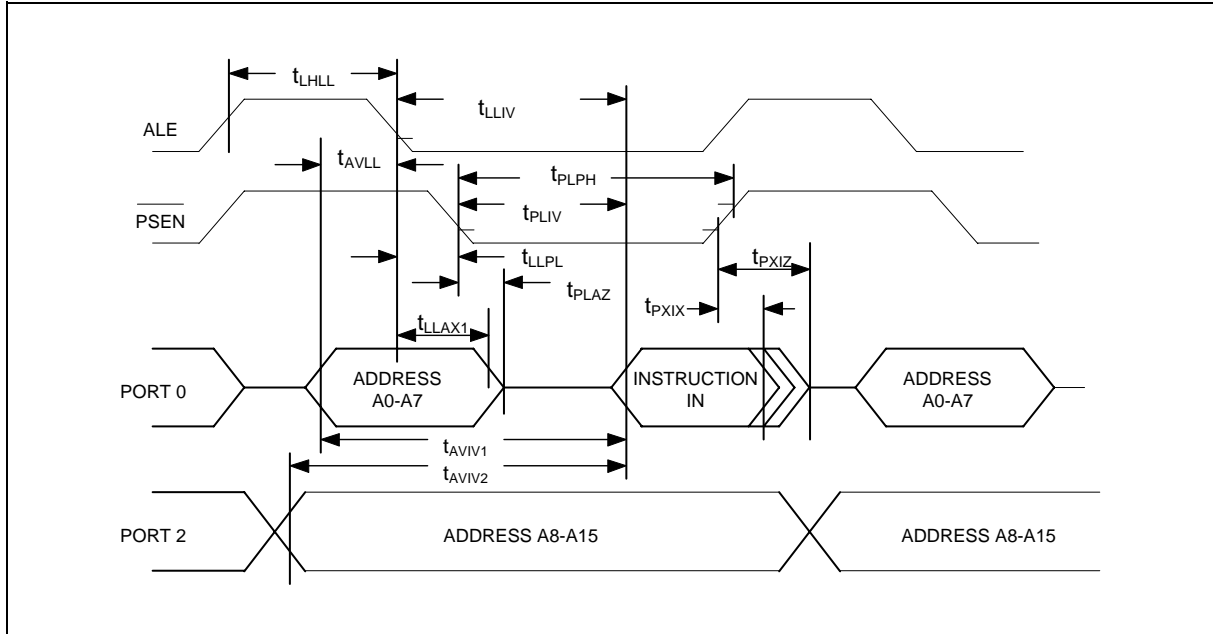 tLHLL
tLLIV
ALE
tAVLL
tPLPH
PSEN
tPLIV
tLLPL
tPXIZ
tPLAZ
tPXIX
tLLAX1
PORT 0
ADDRESS
A0-A7
INSTRUCTION
IN
ADDRESS
A0-A7
tAVIV1
tAVIV2
PORT 2
ADDRESS A8-A15
ADDRESS A8-A15